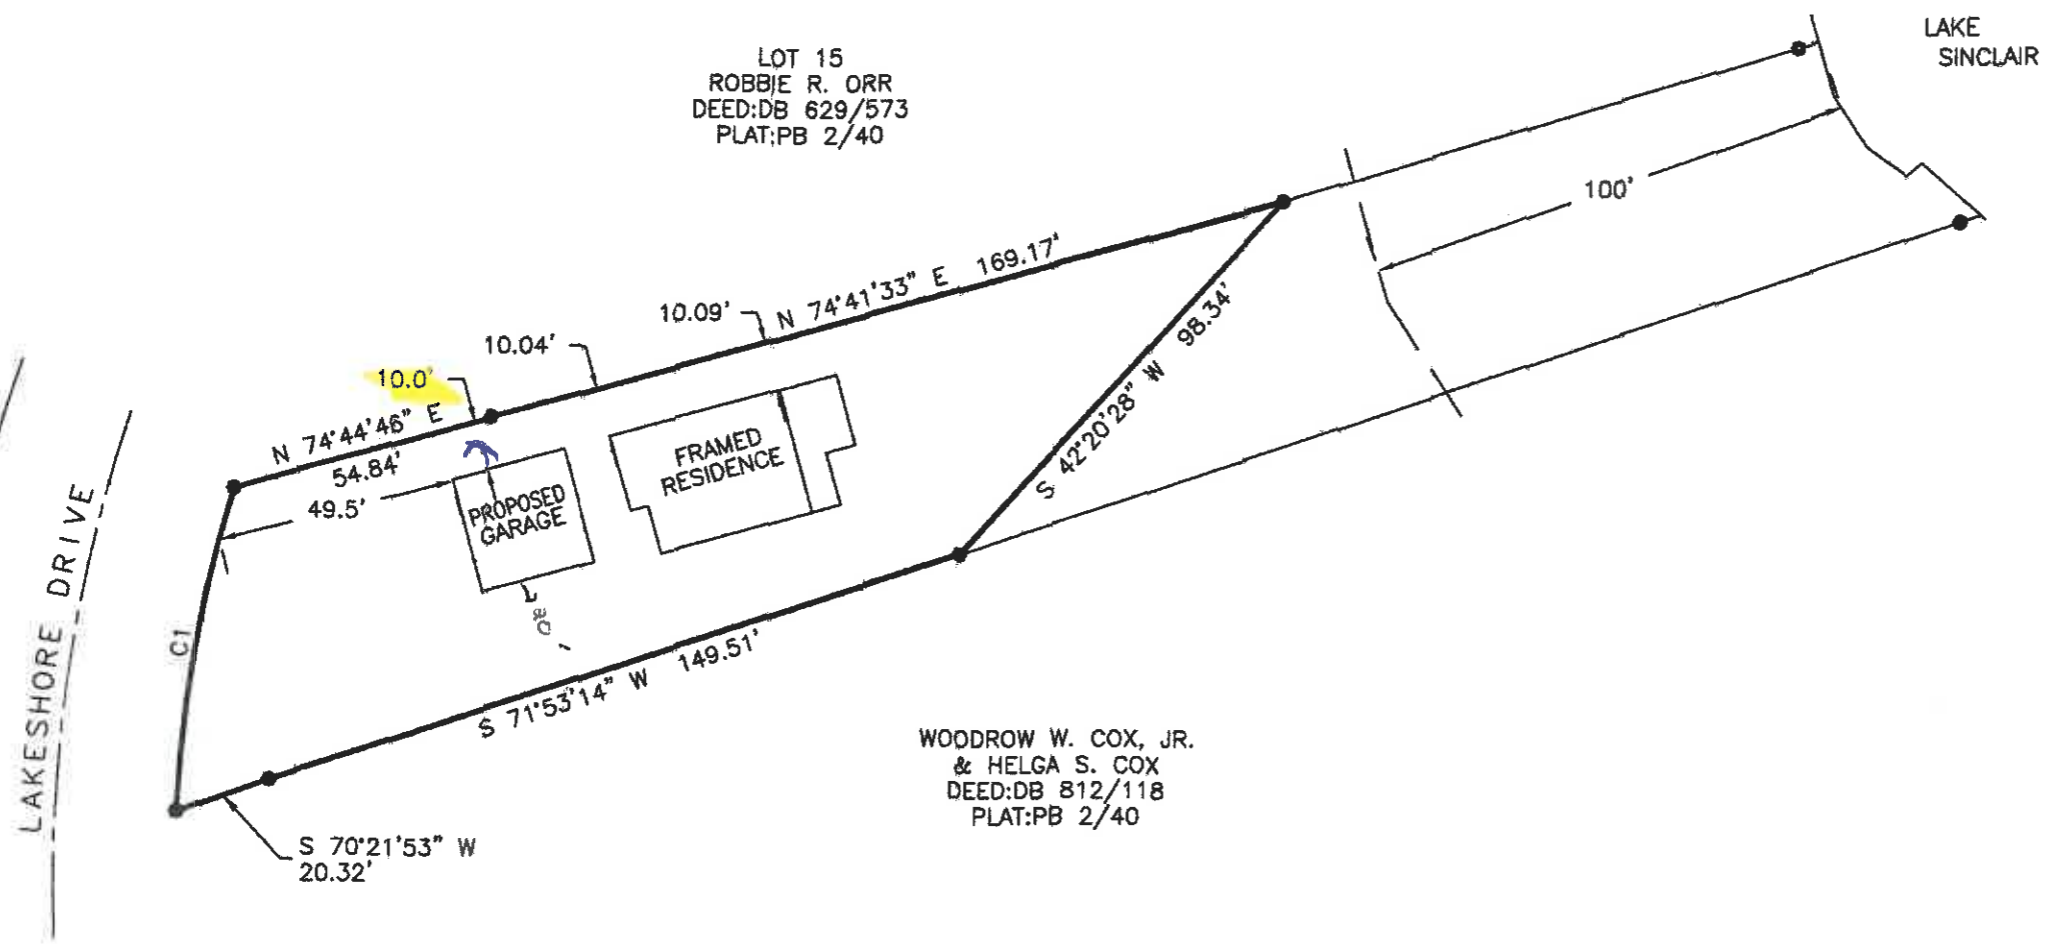 LAKE
SINCLAIR
LOT 15
ROBBIE R. ORR
DEED:DB 629/573
PLAT:PB 2/40
100'
N 74°41'33" E 169.17'
10.09'
10.04'
10.0'
N 74°44'46" E
54.84'
49.5'
PROPOSED
GARAGE
FRAMED
RESIDENCE
S 42°20'28" W 98.34'
LAKESHORE DRIVE
C1
S 71°53'14" W 149.51'
WOODROW W. COX, JR.
& HELGA S. COX
DEED:DB 812/118
PLAT:PB 2/40
S 70°21'53" W
20.32'